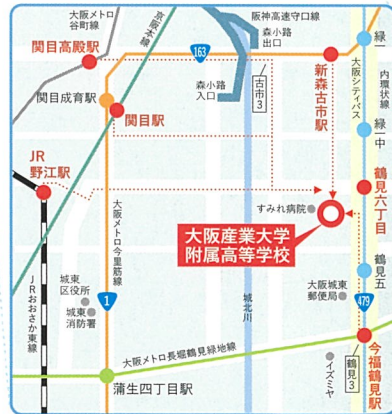 大阪メトロ
谷町線
京阪本線
阪神高速守口線
森小路
出口
緑一
関目高殿駅
163
新森古市駅
大阪シティバス
内環状線
森小路
入口
古市3
関目成育駅
関目駅
緑一中
JR
野江駅
鶴見六丁目
すみれ病院
大阪産業大学
附属高等学校
大阪メトロ今里筋線
JRおおさか東線
城東
区役所
城東
消防署
1
城北川
大阪城東
郵便局
鶴見五
479
大阪メトロ長堀鶴見緑地線
鶴見3
今福鶴見駅
イズミヤ
蒲生四丁目駅